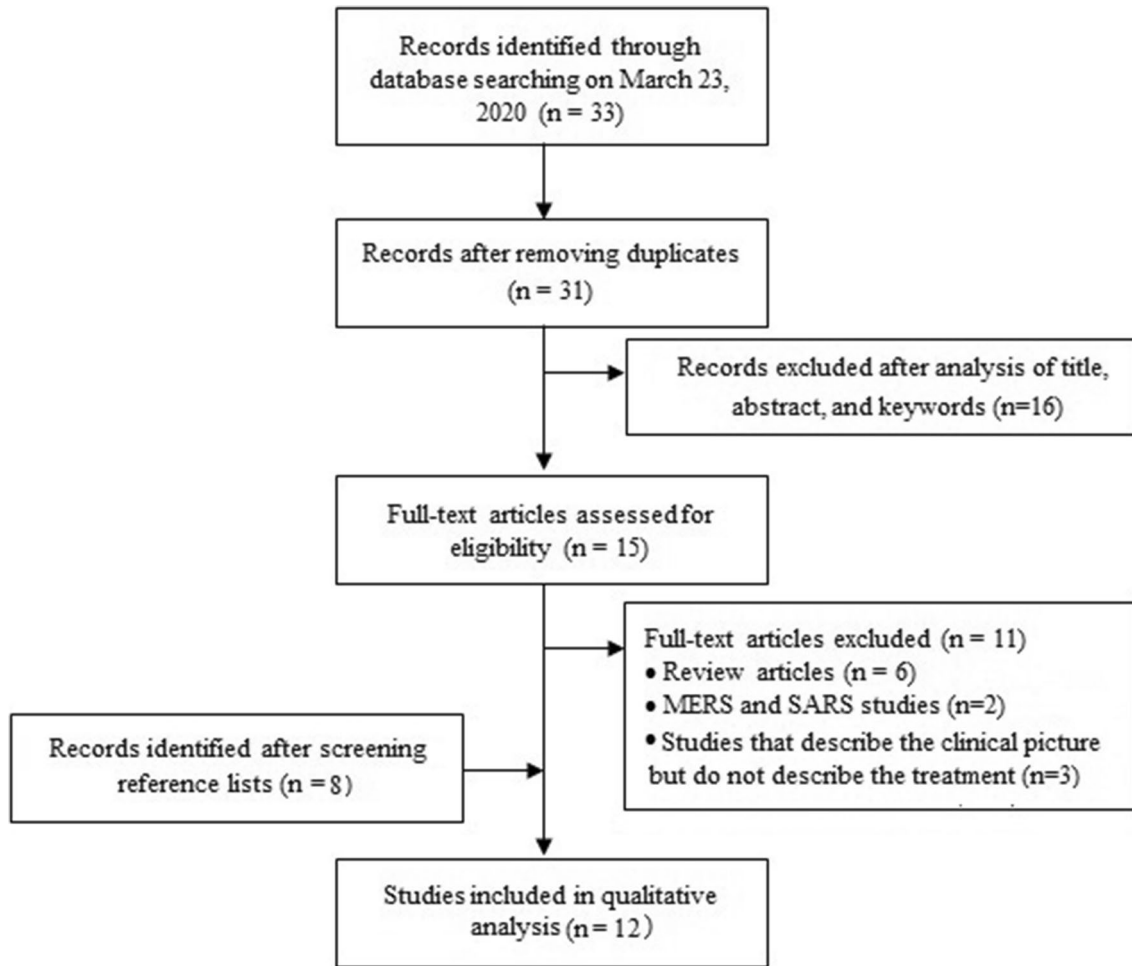 Records identified through
database searching on March 23,
2020 (n = 33)
Records after removing duplicates
(n = 31)
Records excluded after analysis of title,
abstract, and keywords (n=16)
Full-text articles assessed for
eligibility (n = 15)
Full-text articles excluded (n = 11)
• Review articles (n = 6)
• MERS and SARS studies (n=2)
• Studies that describe the clinical picture
but do not describe the treatment (n=3)
Records identified after screening
reference lists (n = 8)
Studies included in qualitative
analysis (n = 12)